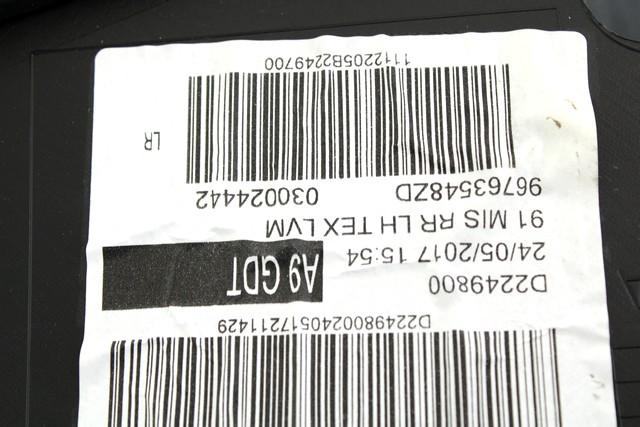 D2249800240517211429
D2249800 A9 GDT
24/05/2017 15:54
91 MIS RR LH TEX LVM
96763548ZD 030024442
LR
1112205B2249700